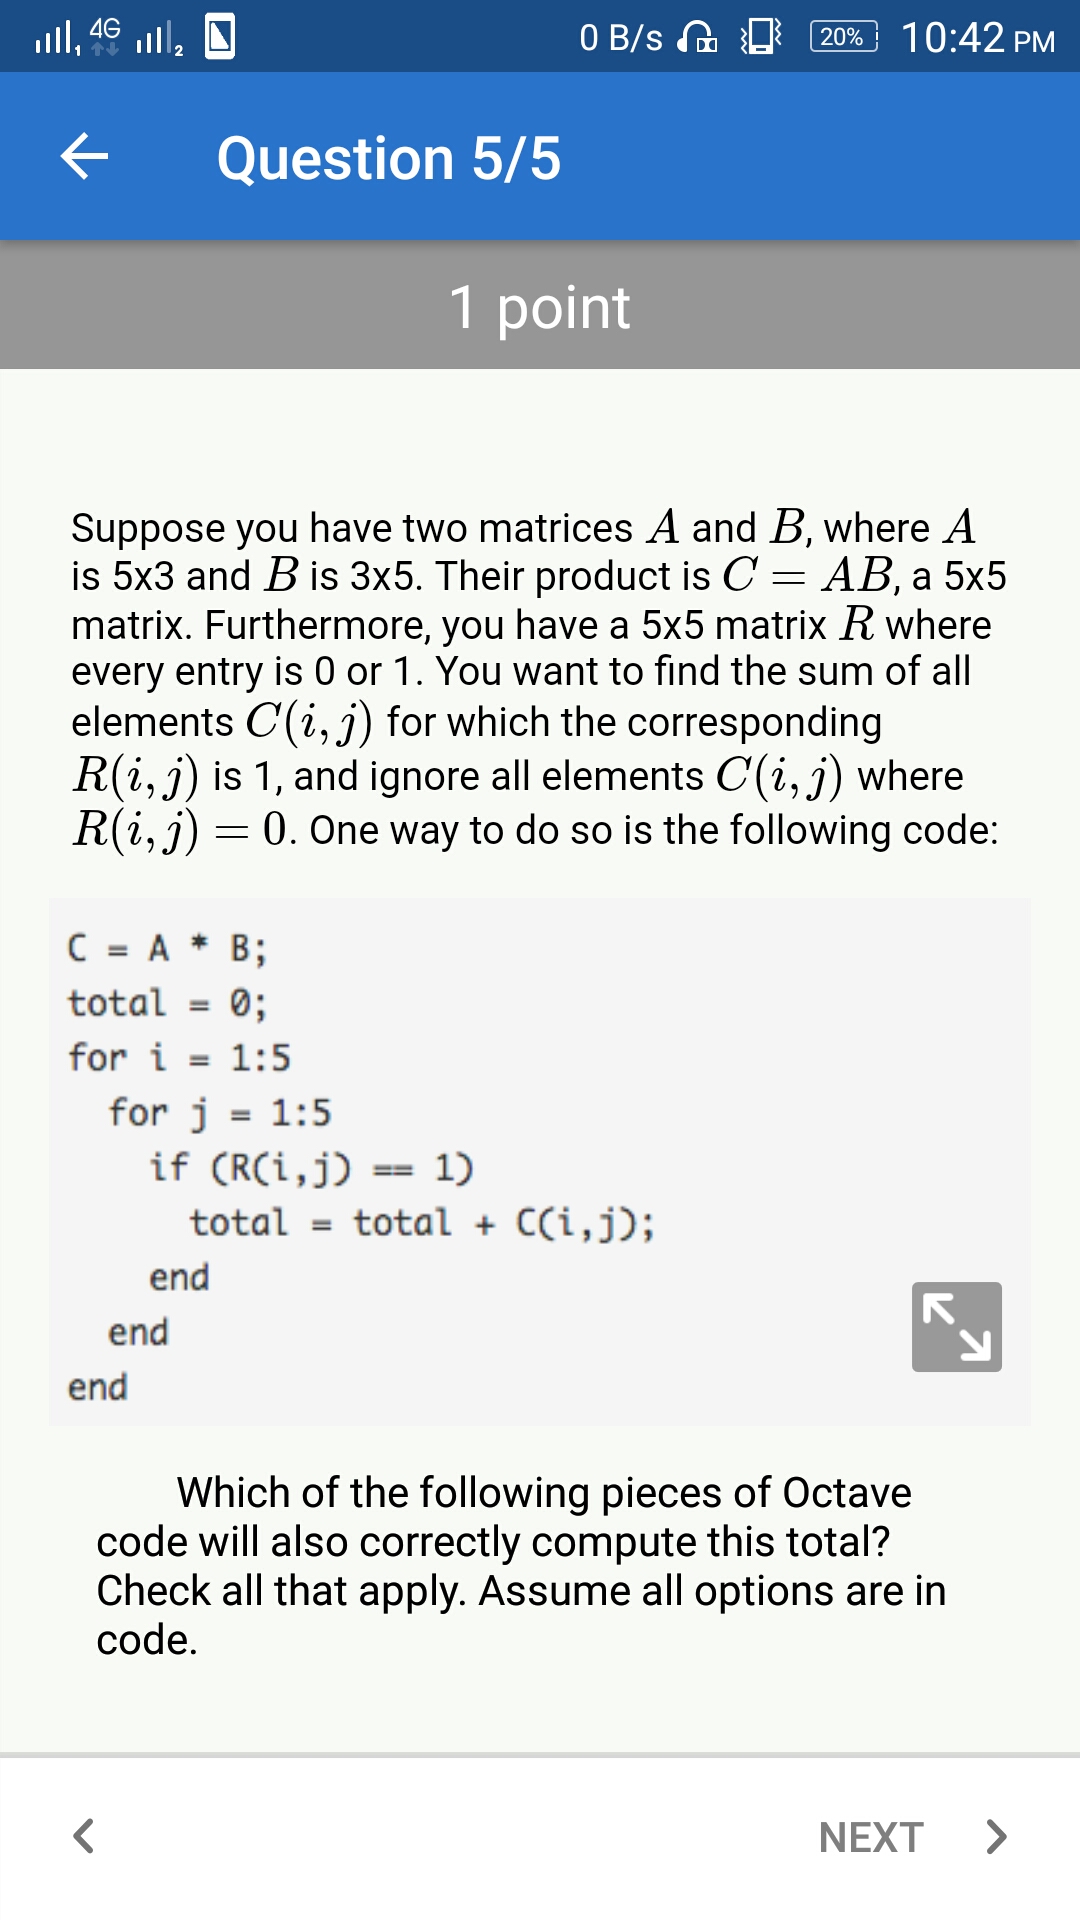 4G 0 B/s 20% 10:42 PM
Question 5/5
1 point
Suppose you have two matrices A and B, where A
is 5x3 and B is 3x5. Their product is C = AB, a 5x5
matrix. Furthermore, you have a 5x5 matrix R where
every entry is 0 or 1. You want to find the sum of all
elements C(i, j) for which the corresponding
R(i, j) is 1, and ignore all elements C(i, j) where
R(i, j) = 0. One way to do so is the following code:
C = A * B;
total = 0;
for i = 1:5
  for j = 1:5
    if (R(i,j) == 1)
      total = total + C(i,j);
    end
  end
end
Which of the following pieces of Octave
code will also correctly compute this total?
Check all that apply. Assume all options are in
code.
NEXT